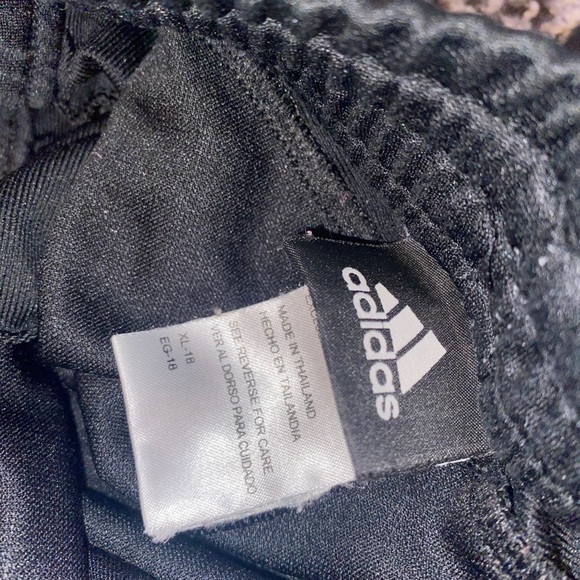 adidas
MADE IN THAILAND
HECHO EN TAILANDIA
SEE REVERSE FOR CARE
VER AL DORSO PARA CUIDADO
XL-18
EG-18